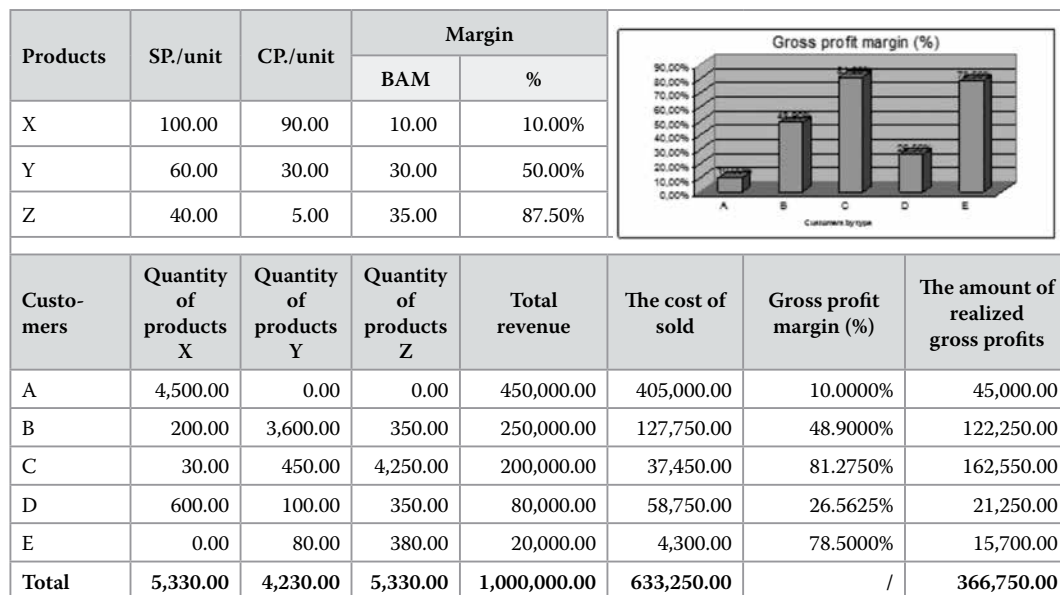 Products SP./unit CP./unit Margin
BAM %
X 100.00 90.00 10.00 10.00%
Y 60.00 30.00 30.00 50.00%
Z 40.00 5.00 35.00 87.50%
Gross profit margin (%)
90,00%
80,00%
70,00%
60,00%
50,00%
40,00%
30,00%
20,00%
10,00%
0,00%
A B C D E
Customers by type
Custo-
mers
Quantity
of
products
X
Quantity
of
products
Y
Quantity
of
products
Z
Total
revenue
The cost of
sold
Gross profit
margin (%)
The amount of
realized
gross profits
A 4,500.00 0.00 0.00 450,000.00 405,000.00 10.0000% 45,000.00
B 200.00 3,600.00 350.00 250,000.00 127,750.00 48.9000% 122,250.00
C 30.00 450.00 4,250.00 200,000.00 37,450.00 81.2750% 162,550.00
D 600.00 100.00 350.00 80,000.00 58,750.00 26.5625% 21,250.00
E 0.00 80.00 380.00 20,000.00 4,300.00 78.5000% 15,700.00
Total 5,330.00 4,230.00 5,330.00 1,000,000.00 633,250.00 / 366,750.00